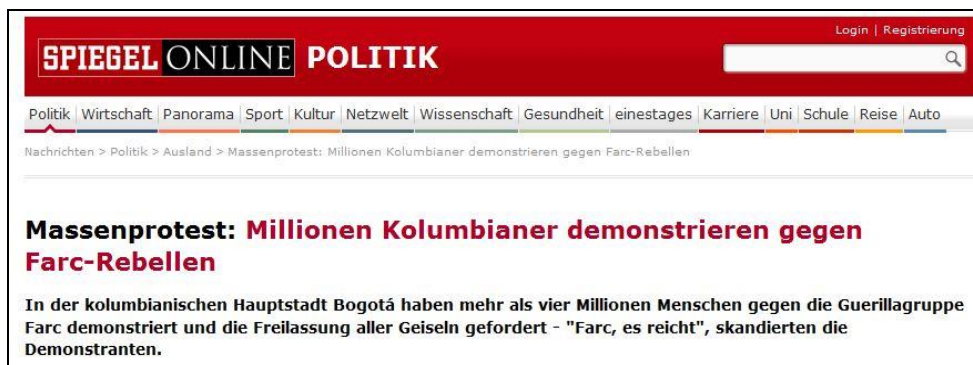 Login | Registrierung
SPIEGEL ONLINE POLITIK
Politik Wirtschaft Panorama Sport Kultur Netzwelt Wissenschaft Gesundheit einestages Karriere Uni Schule Reise Auto
Nachrichten > Politik > Ausland > Massenprotest: Millionen Kolumbianer demonstrieren gegen Farc-Rebellen
Massenprotest: Millionen Kolumbianer demonstrieren gegen
Farc-Rebellen
In der kolumbianischen Hauptstadt Bogotá haben mehr als vier Millionen Menschen gegen die Guerillagruppe
Farc demonstriert und die Freilassung aller Geiseln gefordert - "Farc, es reicht", skandierten die
Demonstranten.